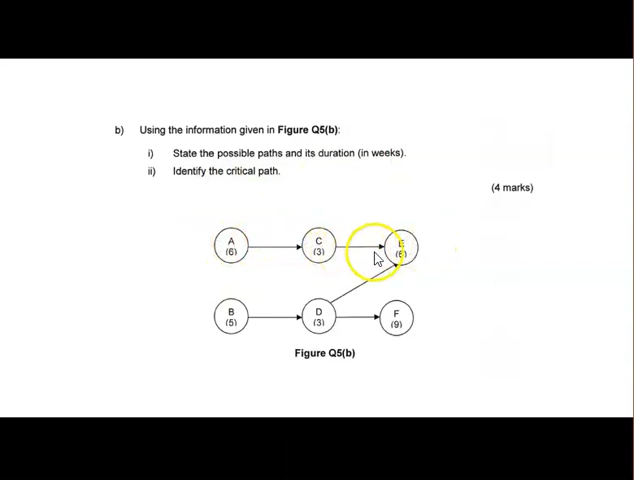 b) Using the information given in Figure Q5(b):
i) State the possible paths and its duration (in weeks).
ii) Identify the critical path.
(4 marks)
A
(6)
C
(3)
E
B
(5)
D
(3)
F
(9)
Figure Q5(b)